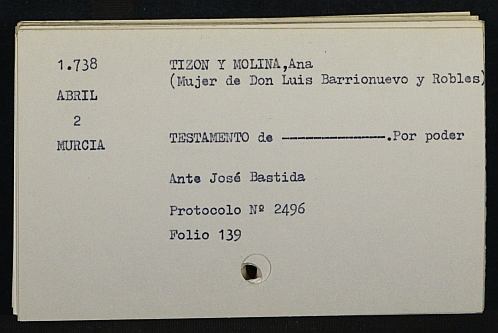 1.738 TIZON Y MOLINA,Ana
(Mujer de Don Luis Barrionuevo y Robles)
ABRIL
2
MURCIA TESTAMENTO de ---------------.Por poder
Ante José Bastida
Protocolo Nº 2496
Folio 139